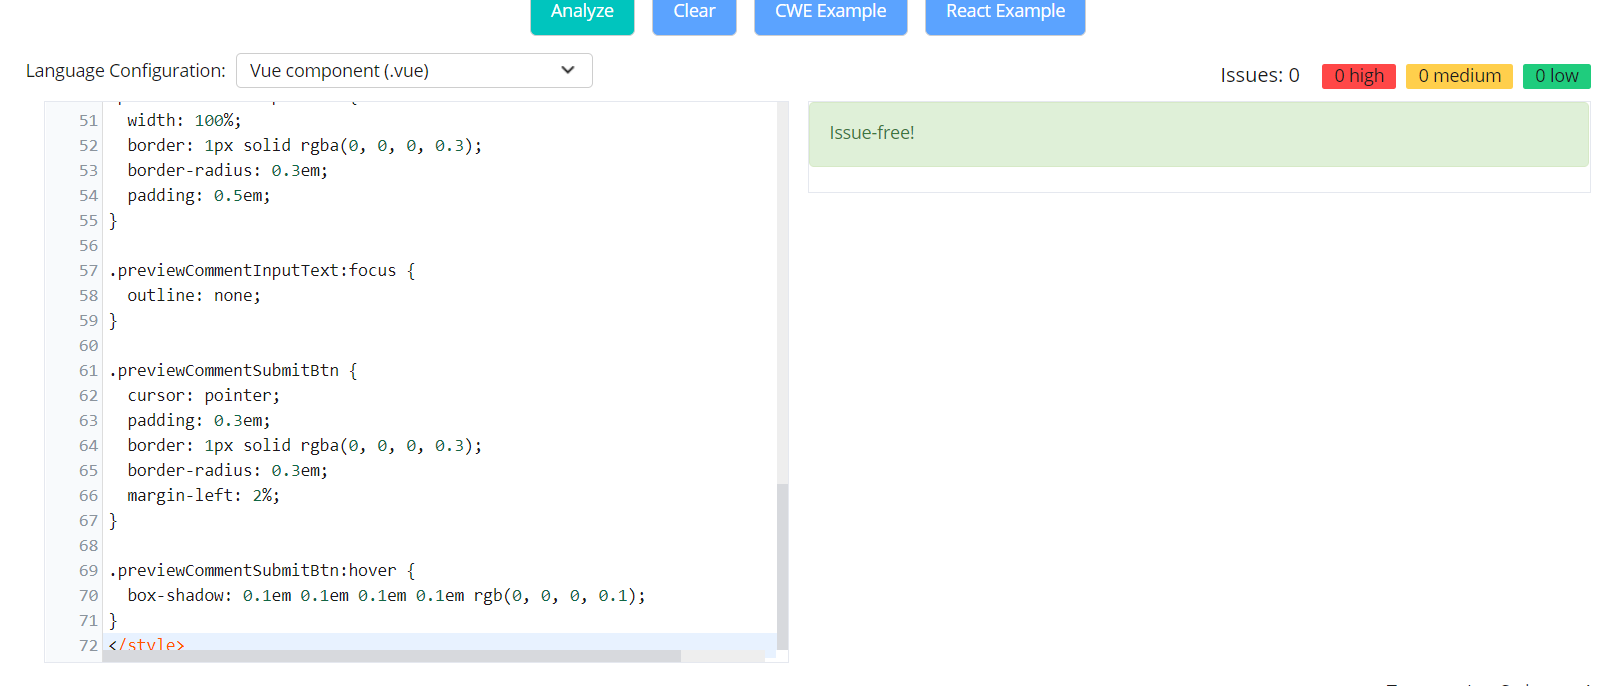 Analyze Clear CWE Example React Example
Language Configuration: Vue component (.vue) Issues: 0 0 high 0 medium 0 low
51 width: 100%;
52 border: 1px solid rgba(0, 0, 0, 0.3);
53 border-radius: 0.3em;
54 padding: 0.5em;
55 }
56
57 .previewCommentInputText:focus {
58 outline: none;
59 }
60
61 .previewCommentSubmitBtn {
62 cursor: pointer;
63 padding: 0.3em;
64 border: 1px solid rgba(0, 0, 0, 0.3);
65 border-radius: 0.3em;
66 margin-left: 2%;
67 }
68
69 .previewCommentSubmitBtn:hover {
70 box-shadow: 0.1em 0.1em 0.1em 0.1em rgb(0, 0, 0, 0.1);
71 }
72 </style>
Issue-free!